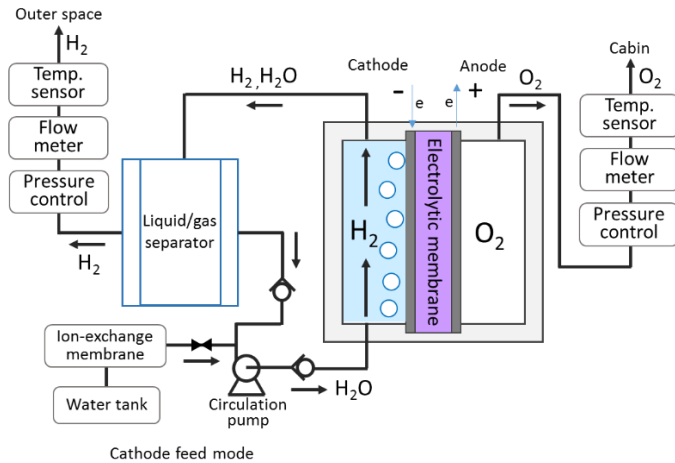 Outer space
H₂
Temp.
sensor
Flow
meter
Pressure
control
H₂
Liquid/gas
separator
H₂,H₂O
Cathode
-
e
Anode
+
e
O₂
H₂
Electrolytic membrane
O₂
Cabin
O₂
Temp.
sensor
Flow
meter
Pressure
control
Ion-exchange
membrane
Water tank
Circulation
pump
H₂O
Cathode feed mode